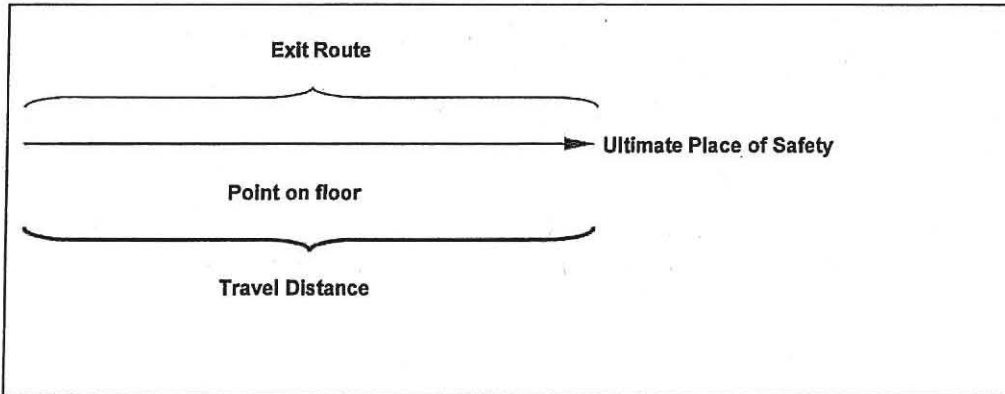 Exit Route
Ultimate Place of Safety
Point on floor
Travel Distance